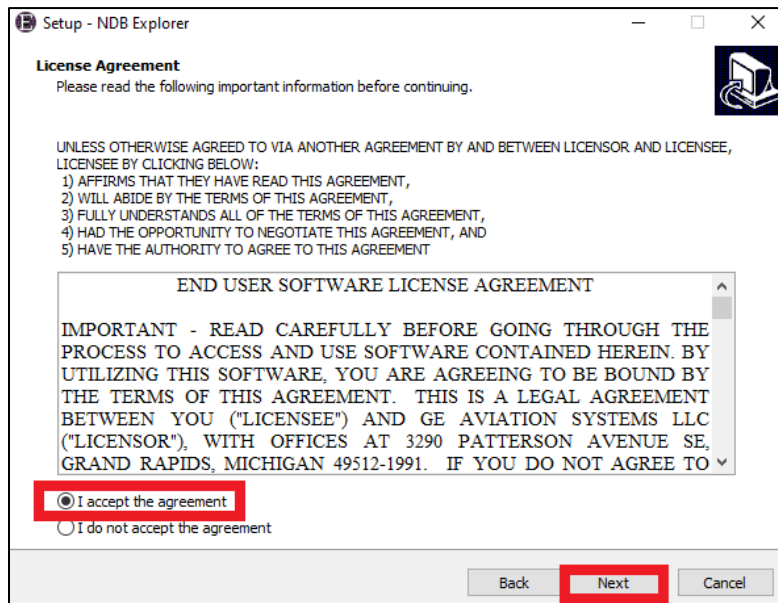 Setup - NDB Explorer
License Agreement
Please read the following important information before continuing.
UNLESS OTHERWISE AGREED TO VIA ANOTHER AGREEMENT BY AND BETWEEN LICENSOR AND LICENSEE,
LICENSEE BY CLICKING BELOW:
1) AFFIRMS THAT THEY HAVE READ THIS AGREEMENT,
2) WILL ABIDE BY THE TERMS OF THIS AGREEMENT,
3) FULLY UNDERSTANDS ALL OF THE TERMS OF THIS AGREEMENT,
4) HAD THE OPPORTUNITY TO NEGOTIATE THIS AGREEMENT, AND
5) HAVE THE AUTHORITY TO AGREE TO THIS AGREEMENT
END USER SOFTWARE LICENSE AGREEMENT
IMPORTANT - READ CAREFULLY BEFORE GOING THROUGH THE
PROCESS TO ACCESS AND USE SOFTWARE CONTAINED HEREIN. BY
UTILIZING THIS SOFTWARE, YOU ARE AGREEING TO BE BOUND BY
THE TERMS OF THIS AGREEMENT. THIS IS A LEGAL AGREEMENT
BETWEEN YOU ("LICENSEE") AND GE AVIATION SYSTEMS LLC
("LICENSOR"), WITH OFFICES AT 3290 PATTERSON AVENUE SE,
GRAND RAPIDS, MICHIGAN 49512-1991. IF YOU DO NOT AGREE TO
I accept the agreement
I do not accept the agreement
Back Next Cancel